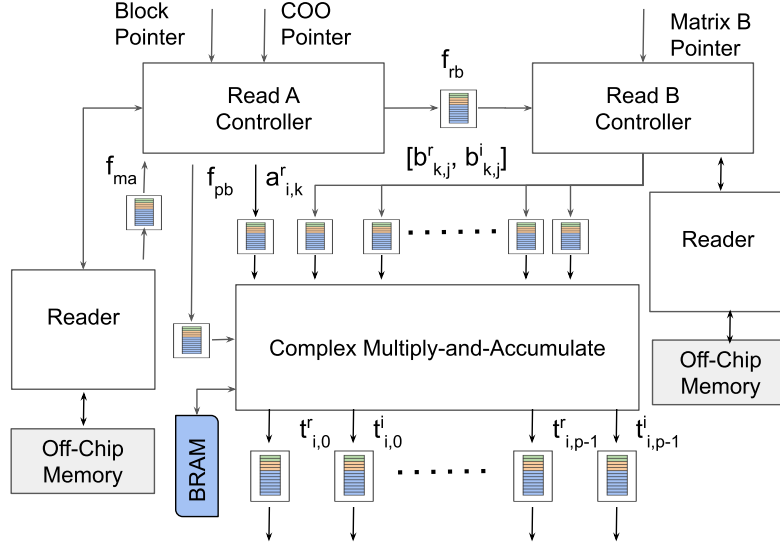 Block
Pointer
COO
Pointer
Matrix B
Pointer
Read A
Controller
f_rb
Read B
Controller
f_ma
f_pb
a^r_i,k
[b^r_k,j, b^i_k,j]
Reader
Reader
Complex Multiply-and-Accumulate
Off-Chip
Memory
Off-Chip
Memory
BRAM
t^r_i,0
t^i_i,0
t^r_i,p-1
t^i_i,p-1